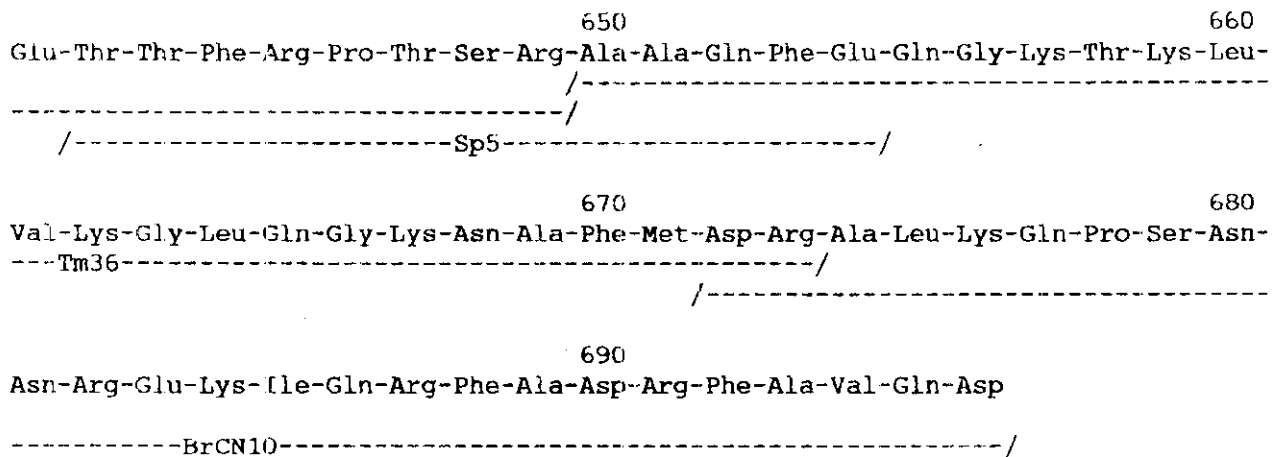 650 660
Glu-Thr-Thr-Phe-Arg-Pro-Thr-Ser-Arg-Ala-Ala-Gln-Phe-Glu-Gln-Gly-Lys-Thr-Lys-Leu-
/------------------------------------------
----------------------------------/
/-----------------------Sp5--------------------------/
670 680
Val-Lys-Gly-Leu-Gln-Gly-Lys-Asn-Ala-Phe-Met-Asp-Arg-Ala-Leu-Lys-Gln-Pro-Ser-Asn-
---Tm36-------------------------------------------/
/-----------------------------------
690
Asn-Arg-Glu-Lys-Ile-Gln-Arg-Phe-Ala-Asp-Arg-Phe-Ala-Val-Gln-Asp
-----------BrCN10---------------------------------------------/